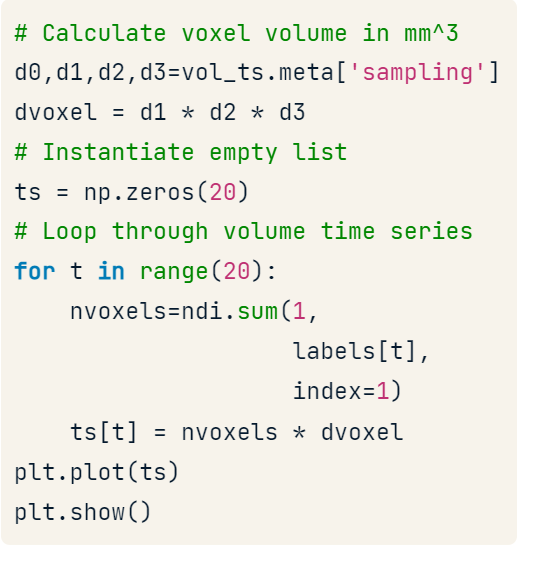 # Calculate voxel volume in mm^3
d0,d1,d2,d3=vol_ts.meta['sampling']
dvoxel = d1 * d2 * d3
# Instantiate empty list
ts = np.zeros(20)
# Loop through volume time series
for t in range(20):
    nvoxels=ndi.sum(1,
                    labels[t],
                    index=1)
    ts[t] = nvoxels * dvoxel
plt.plot(ts)
plt.show()